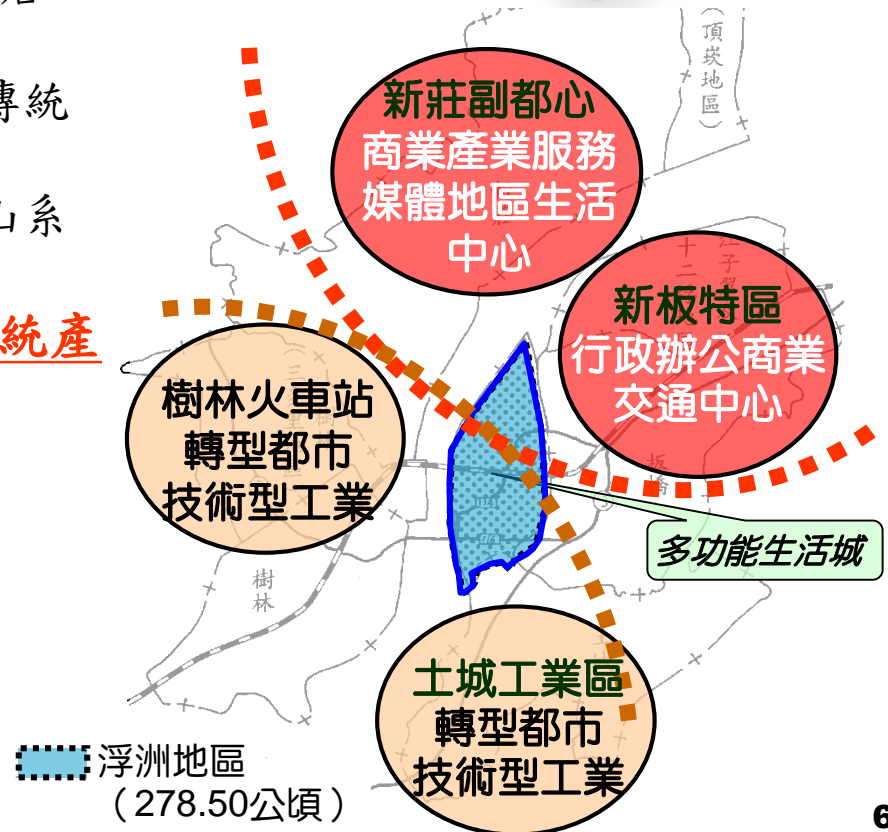 傳統
山系
統產
(頂崁地區)
新莊副都心
商業產業服務
媒體地區生活
中心
新板特區
行政辦公商業
交通中心
樹林火車站
轉型都市
技術型工業
板橋
多功能生活城
樹林
土城工業區
轉型都市
技術型工業
浮洲地區
（278.50公頃）
6